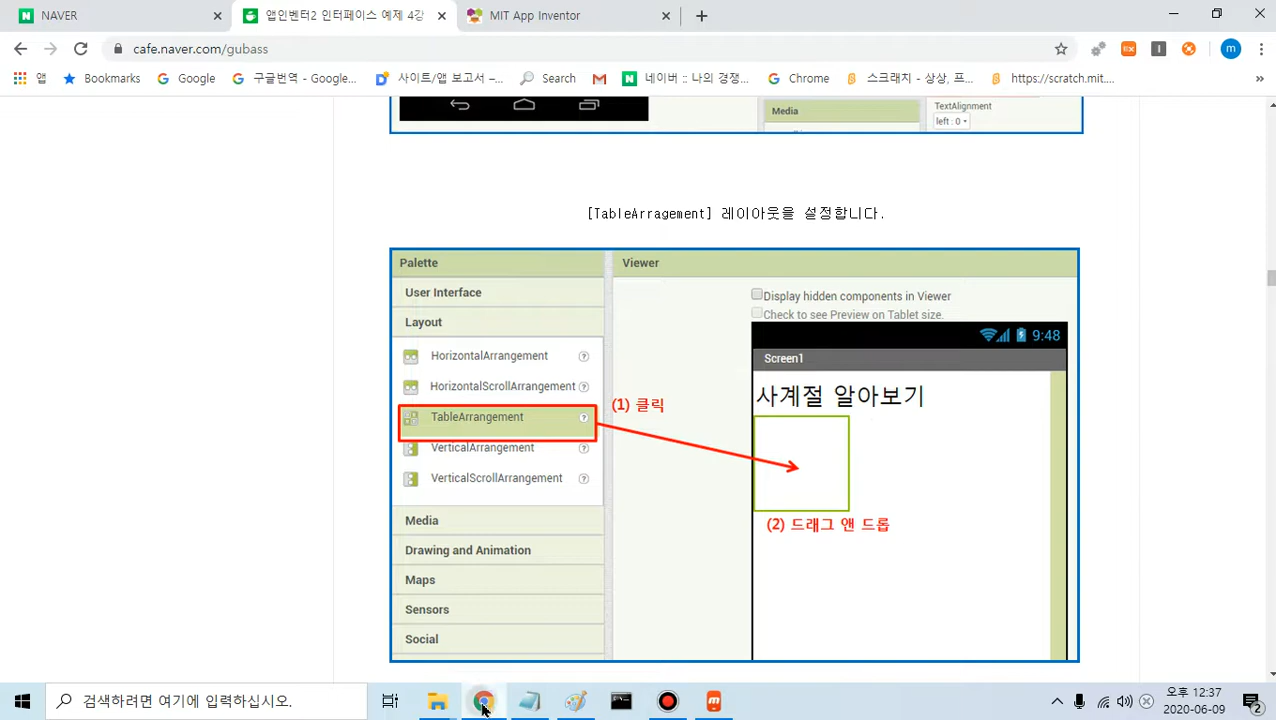 NAVER
앱인벤터2 인터페이스 예제 4강
MIT App Inventor
cafe.naver.com/gubass
m
앱
Bookmarks
Google
구글번역 - Google...
사이트/앱 보고서 –...
Search
네이버 :: 나의 경쟁...
Chrome
스크래치 - 상상, 프...
https://scratch.mit....
»
Media
TextAlignment
left : 0
[TableArragement] 레이아웃을 설정합니다.
Palette
Viewer
User Interface
Display hidden components in Viewer
Layout
Check to see Preview on Tablet size.
9:48
HorizontalArrangement
Screen1
HorizontalScrollArrangement
사계절 알아보기
(1) 클릭
TableArrangement
VerticalArrangement
VerticalScrollArrangement
Media
(2) 드래그 앤 드롭
Drawing and Animation
Maps
Sensors
Social
검색하려면 여기에 입력하십시오.
오후 12:37
2020-06-09
2